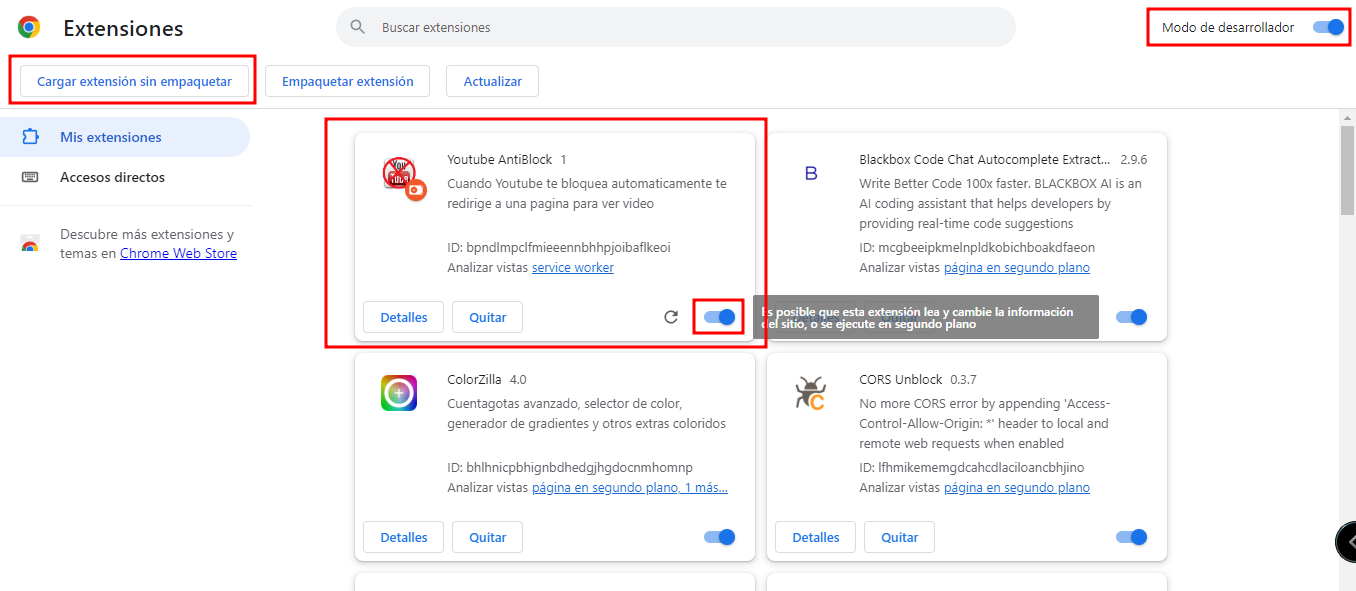 Extensiones
Buscar extensiones
Modo de desarrollador
Cargar extensión sin empaquetar
Empaquetar extensión
Actualizar
Mis extensiones
Accesos directos
Descubre más extensiones y
temas en Chrome Web Store
You
Youtube AntiBlock 1
Cuando Youtube te bloquea automaticamente te
redirige a una pagina para ver video
ID: bpndlmpclfmieeennbhhpjoibaflkeoi
Analizar vistas service worker
Detalles
Quitar
B
Blackbox Code Chat Autocomplete Extract... 2.9.6
Write Better Code 100x faster. BLACKBOX AI is an
AI coding assistant that helps developers by
providing real-time code suggestions
ID: mcgbeeipkmelnpldkobichboakdfaeon
Analizar vistas página en segundo plano
Detalles
Quitar
Es posible que esta extensión lea y cambie la información
del sitio, o se ejecute en segundo plano
ColorZilla 4.0
Cuentagotas avanzado, selector de color,
generador de gradientes y otros extras coloridos
ID: bhlhnicpbhignbdhedgjhgdocnmhomnp
Analizar vistas página en segundo plano, 1 más...
Detalles
Quitar
C
CORS Unblock 0.3.7
No more CORS error by appending 'Access-
Control-Allow-Origin: *' header to local and
remote web requests when enabled
ID: lfhmikememgdcahcdlaciloancbhjino
Analizar vistas página en segundo plano
Detalles
Quitar